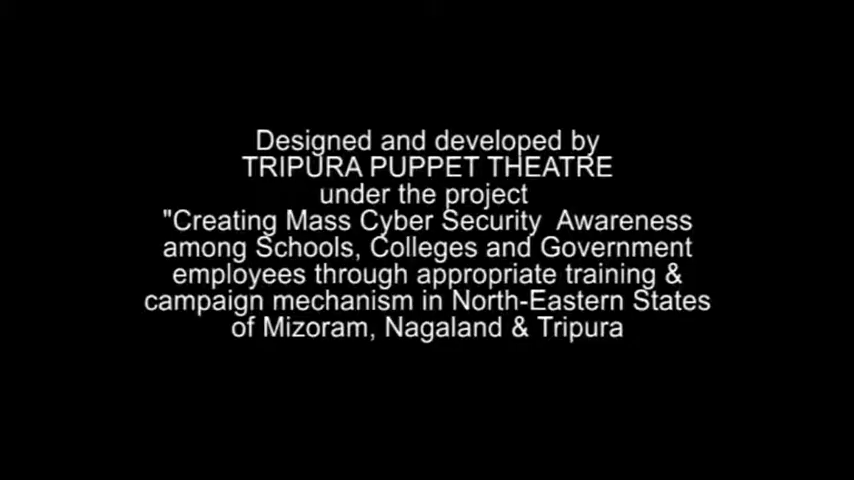 Designed and developed by
TRIPURA PUPPET THEATRE
under the project
"Creating Mass Cyber Security Awareness
among Schools, Colleges and Government
employees through appropriate training &
campaign mechanism in North-Eastern States
of Mizoram, Nagaland & Tripura